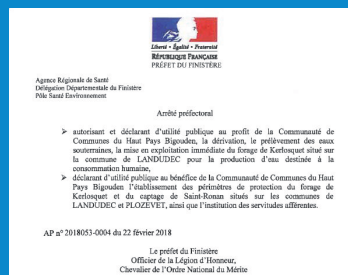 Liberté • Égalité • Fraternité
RÉPUBLIQUE FRANÇAISE
PRÉFET DU FINISTÈRE
Agence Régionale de Santé
Délégation Départementale du Finistère
Pôle Santé Environnement
Arrêté préfectoral
➢ autorisant et déclarant d'utilité publique au profit de la Communauté de
Communes du Haut Pays Bigouden, la dérivation, le prélèvement des eaux
souterraines, la mise en exploitation immédiate du forage de Kerfosquet situé sur
la commune de LANDUDEC pour la production d'eau destinée à la
consommation humaine,
➢ déclarant d'utilité publique au bénéfice de la Communauté de Communes du Haut
Pays Bigouden l'établissement des périmètres de protection du forage de
Kerfosquet et du captage de Saint-Ronan situés sur les communes de
LANDUDEC et PLOZEVET, ainsi que l'institution des servitudes afférentes.
AP n° 2018053-0004 du 22 février 2018
Le préfet du Finistère
Officier de la Légion d'Honneur,
Chevalier de l'Ordre National du Mérite